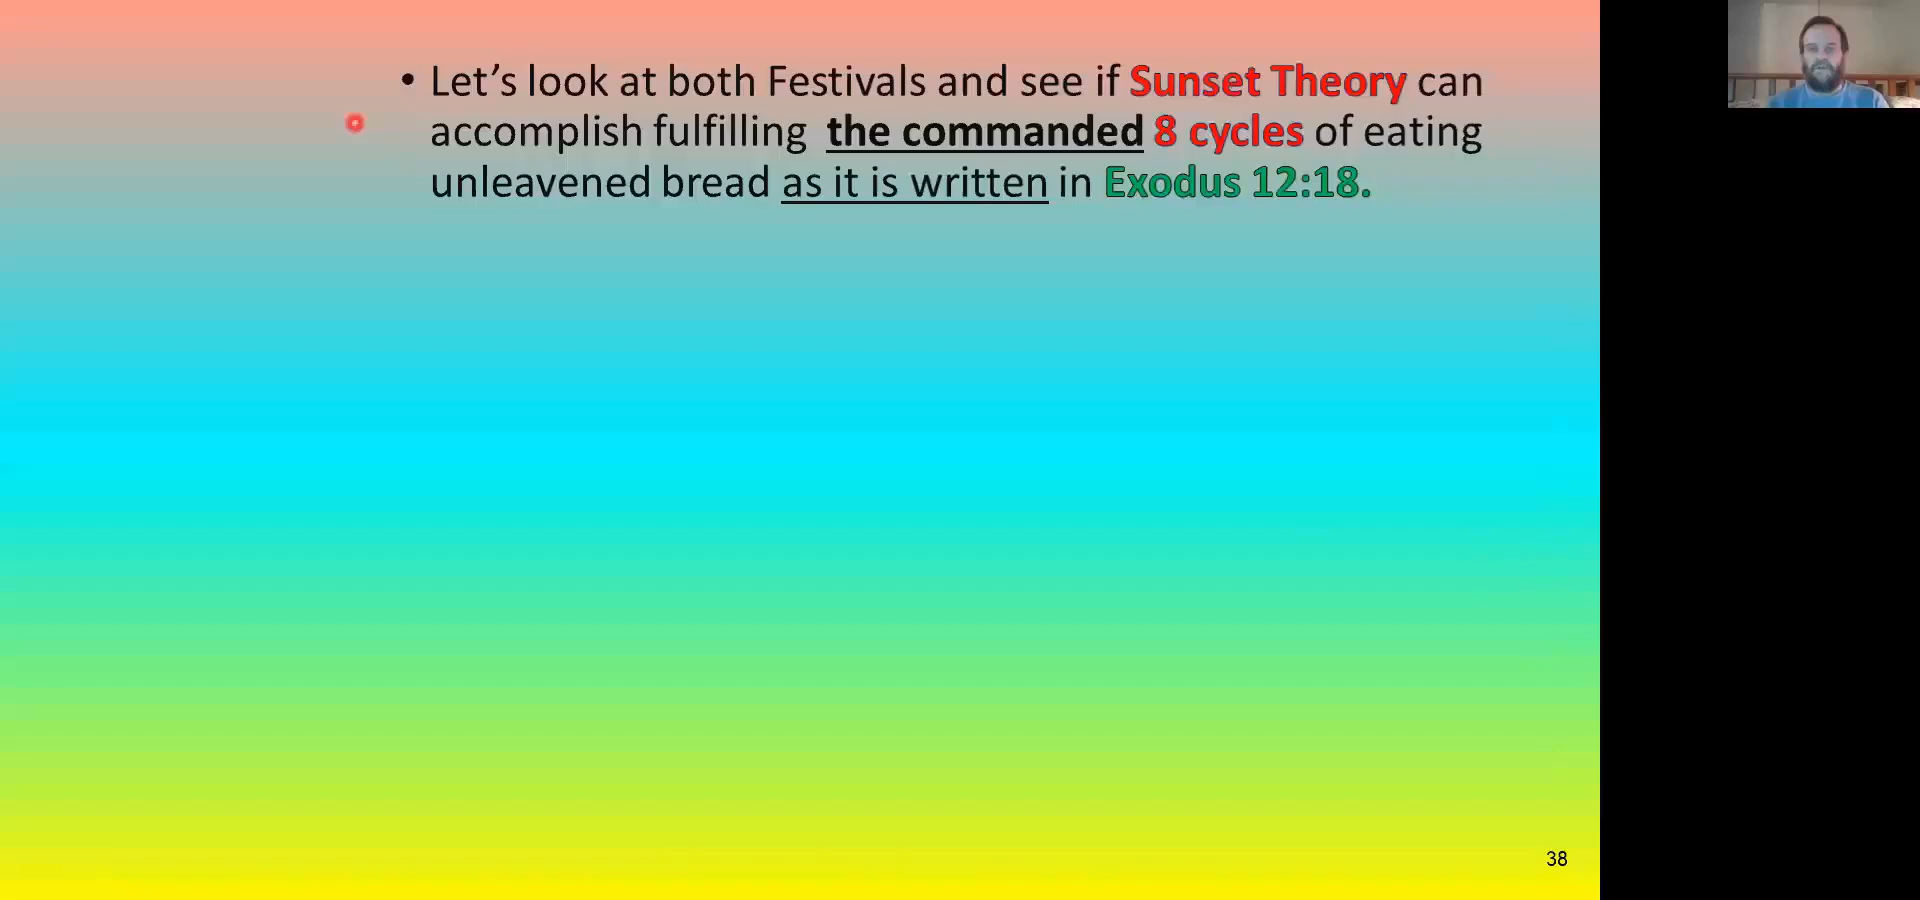 • Let's look at both Festivals and see if Sunset Theory can
accomplish fulfilling the commanded 8 cycles of eating
unleavened bread as it is written in Exodus 12:18.
38